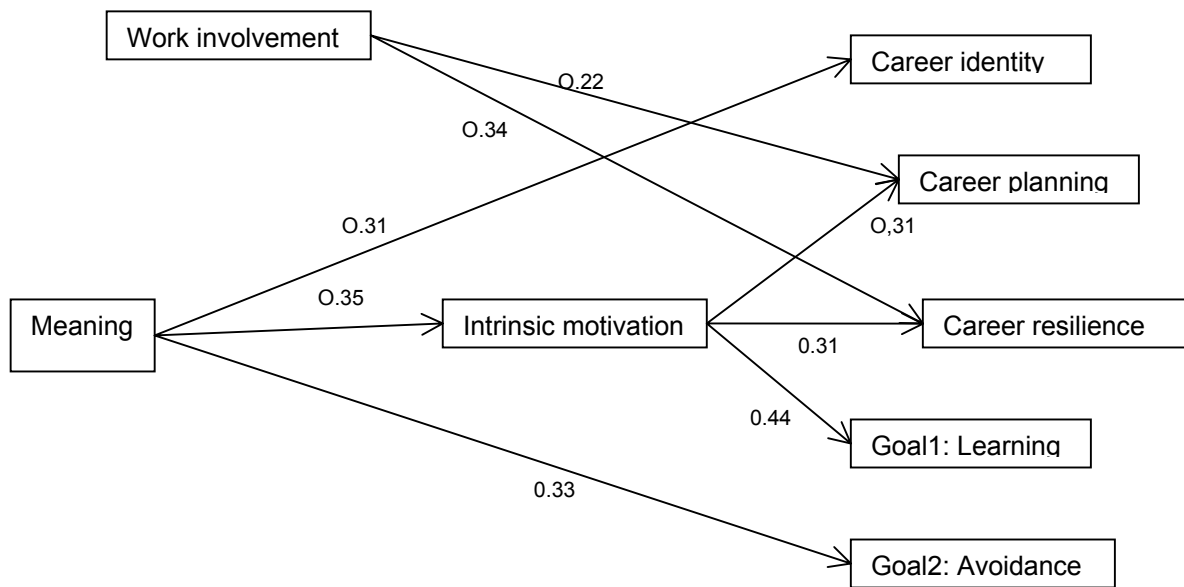 Work involvement
Career identity
O.22
O.34
Career planning
O.31
O,31
O.35
Meaning
Intrinsic motivation
Career resilience
0.31
0.44
Goal1: Learning
0.33
Goal2: Avoidance